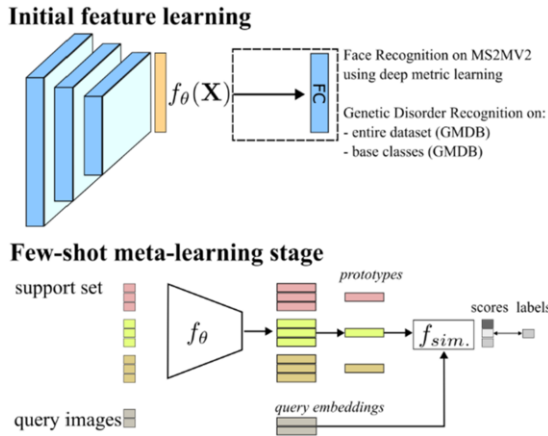 Initial feature learning
fθ(X)
FC
Face Recognition on MS2MV2
using deep metric learning
Genetic Disorder Recognition on:
- entire dataset (GMDB)
- base classes (GMDB)
Few-shot meta-learning stage
support set
prototypes
scores labels
fθ
fsim.
query images
query embeddings